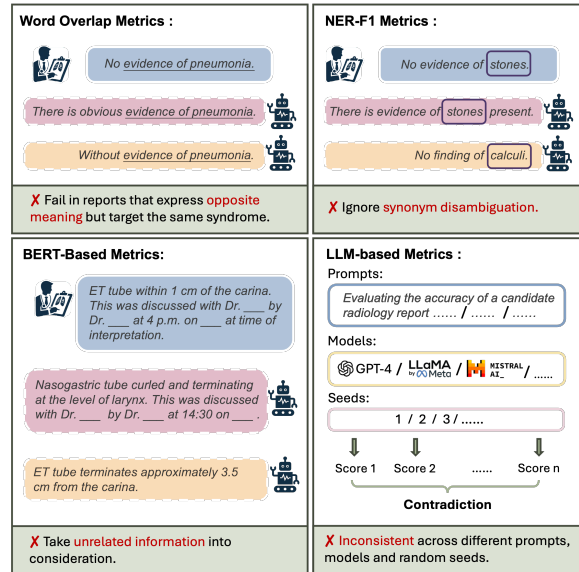 Word Overlap Metrics :
No evidence of pneumonia.
There is obvious evidence of pneumonia.
Without evidence of pneumonia.
✗ Fail in reports that express opposite
meaning but target the same syndrome.
NER-F1 Metrics :
No evidence of stones.
There is evidence of stones present.
No finding of calculi.
✗ Ignore synonym disambiguation.
BERT-Based Metrics:
ET tube within 1 cm of the carina.
This was discussed with Dr. ___ by
Dr. ___ at 4 p.m. on ___ at time of
interpretation.
Nasogastric tube curled and terminating
at the level of larynx. This was discussed
with Dr. ___ by Dr. ___ at 14:30 on ___ .
ET tube terminates approximately 3.5
cm from the carina.
✗ Take unrelated information into
consideration.
LLM-based Metrics :
Prompts:
Evaluating the accuracy of a candidate
radiology report ...... / ...... / ......
Models:
GPT-4 / LLaMA by Meta / MISTRAL AI_ / ......
Seeds:
1 / 2 / 3 / ......
Score 1 Score 2 ...... Score n
Contradiction
✗ Inconsistent across different prompts,
models and random seeds.